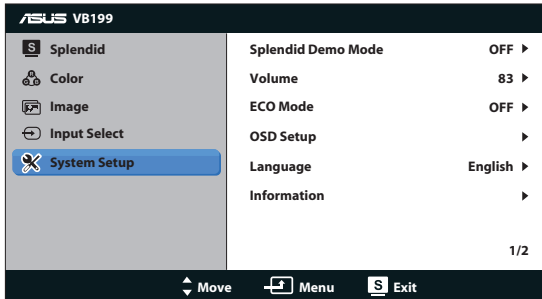 ASUS VB199
S Splendid
Color
Image
Input Select
System Setup
Splendid Demo Mode OFF
Volume 83
ECO Mode OFF
OSD Setup
Language English
Information
1/2
Move Menu S Exit